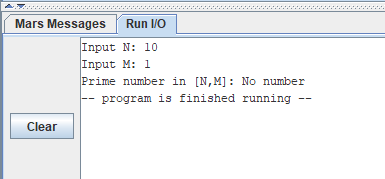 Mars Messages Run I/O
Input N: 10
Input M: 1
Prime number in [N,M]: No number
-- program is finished running --
Clear